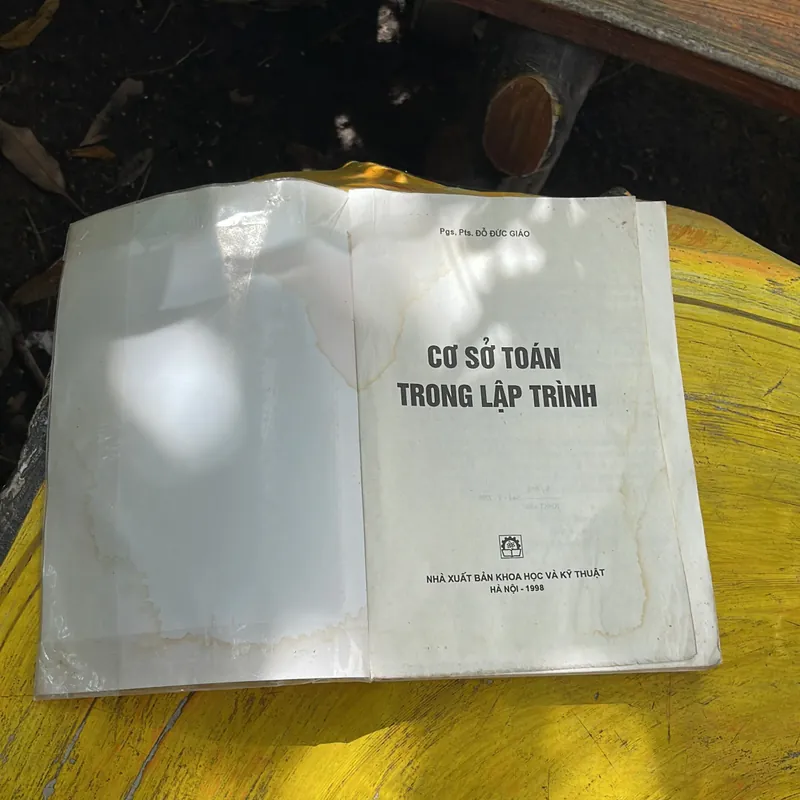 Pgs, Pts. ĐỖ ĐỨC GIÁO
CƠ SỞ TOÁN
TRONG LẬP TRÌNH
NHÀ XUẤT BẢN KHOA HỌC VÀ KỸ THUẬT
HÀ NỘI - 1998